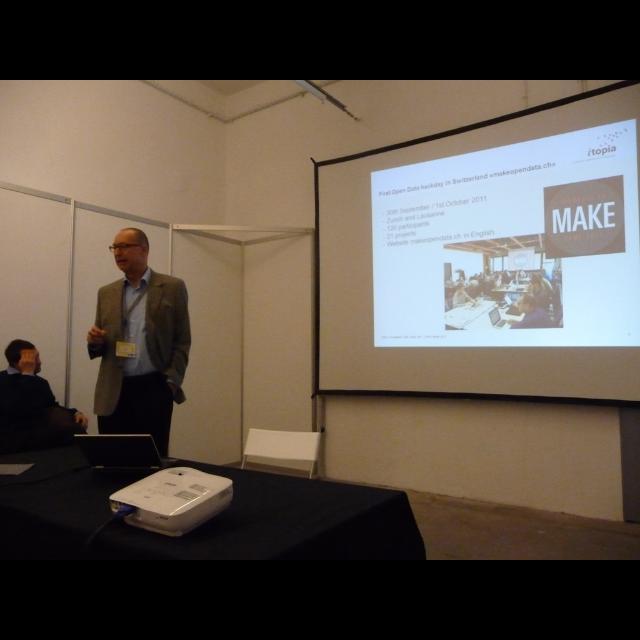 itopia
First Open Data hackday in Switzerland «makeopendata.ch»
30th September / 1st October 2011
Zurich and Lausanne
120 participants
21 projects
Website makeopendata.ch in English
MAKE